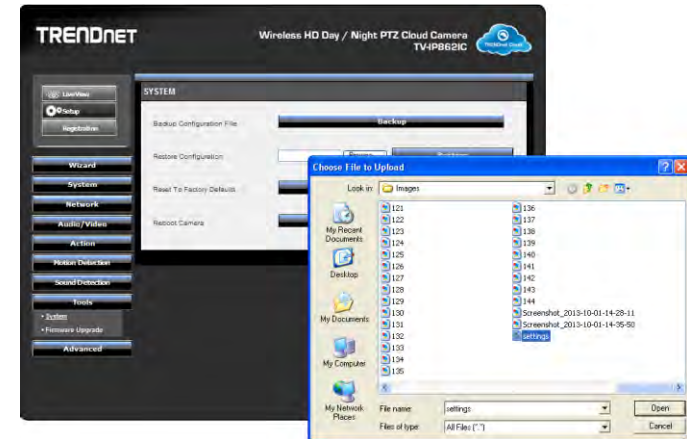 TRENDnet
Wireless HD Day / Night PTZ Cloud Camera
TV-IP862IC
TRENDnet Cloud
LiveView
Setup
Registration
SYSTEM
Backup Configuration File
Backup
Restore Configuration
Reset To Factory Defaults
Reboot Camera
Wizard
System
Network
Audio/Video
Action
Motion Detection
Sound Detection
Tools
• System
• Firmware Upgrade
Advanced
Choose File to Upload
Look in:
Images
My Recent Documents
Desktop
My Documents
My Computer
My Network Places
121
122
123
124
125
126
127
128
129
130
131
132
133
134
135
136
137
138
139
140
141
142
143
144
Screenshot_2013-10-01-14-28-11
Screenshot_2013-10-01-14-35-50
settings
File name:
settings
Open
Files of type:
All Files (*.*)
Cancel